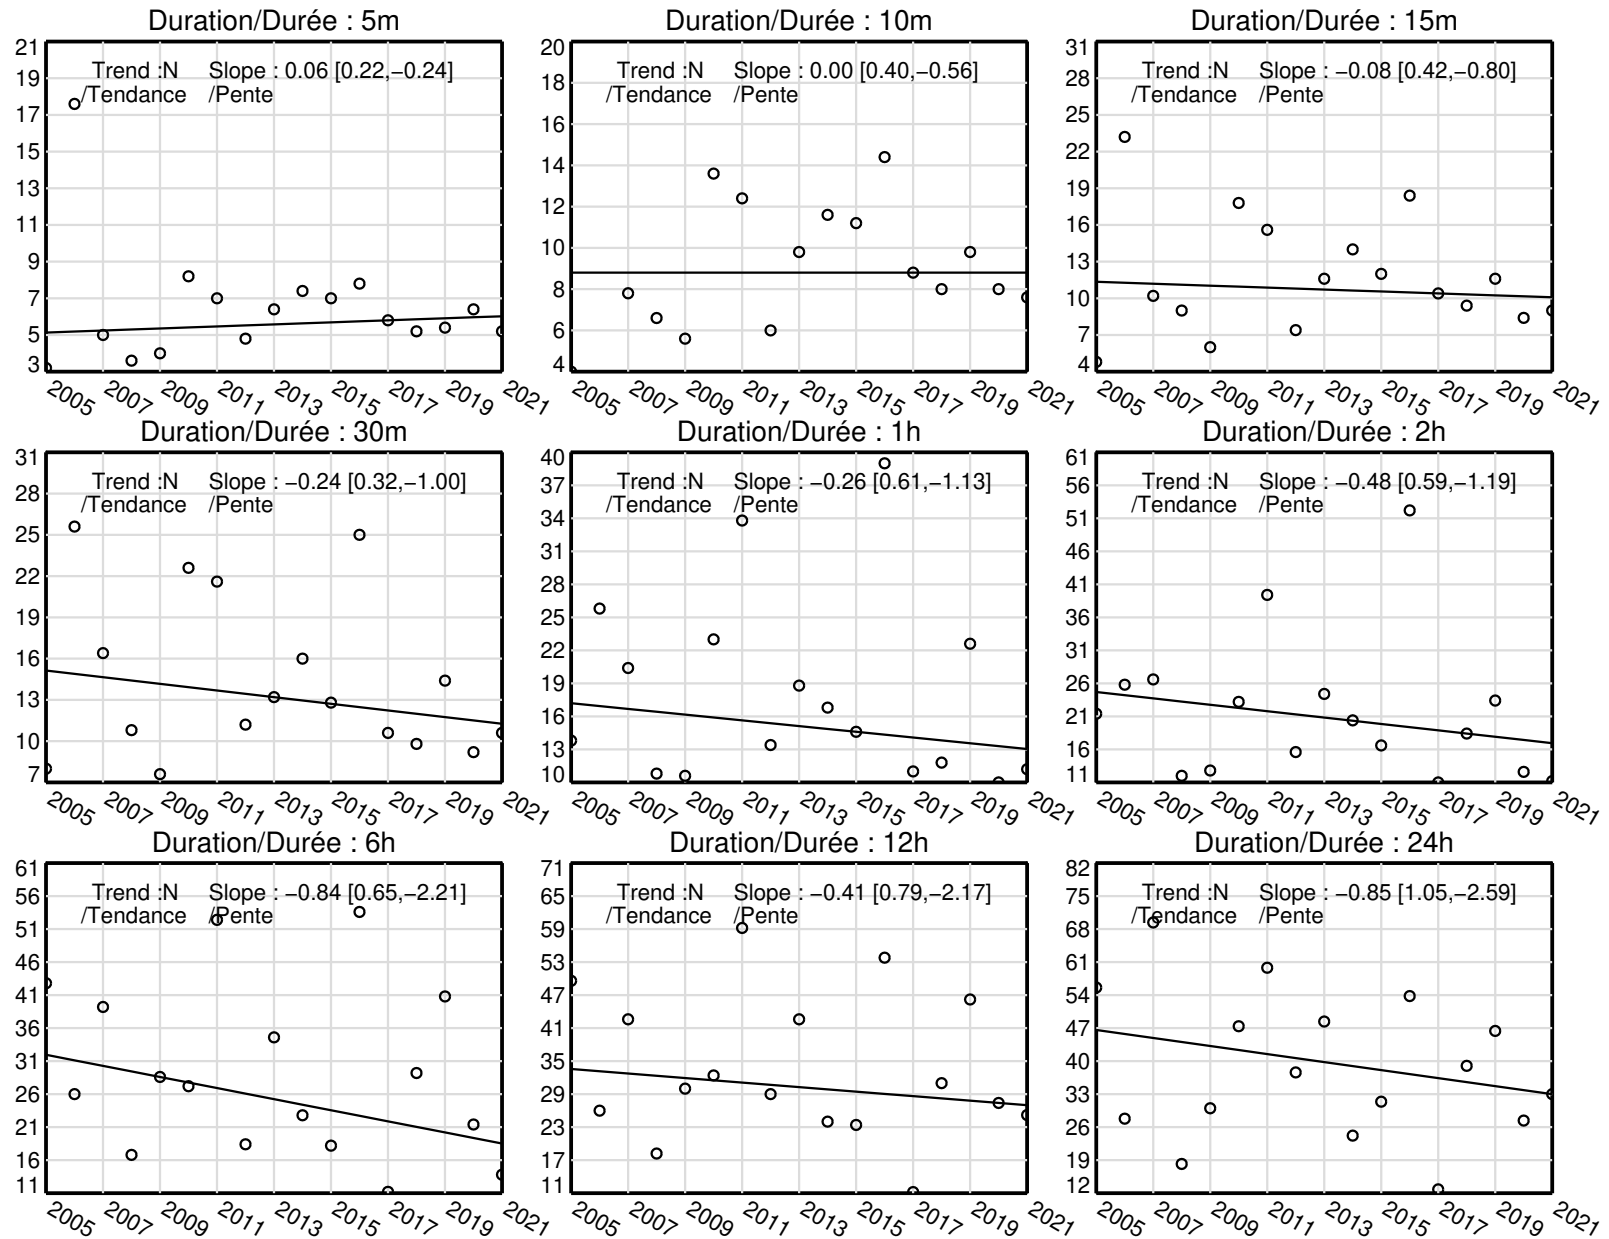 Duration/Durée : 5m
Duration/Durée : 10m
Duration/Durée : 15m
21
19
17
15
13
11
9
7
5
3
Trend :N Slope : 0.06 [0.22,−0.24]
/Tendance /Pente
2005 2007 2009 2011 2013 2015 2017 2019 2021
20
18
16
14
12
10
8
6
4
Trend :N Slope : 0.00 [0.40,−0.56]
/Tendance /Pente
2005 2007 2009 2011 2013 2015 2017 2019 2021
31
28
25
22
19
16
13
10
7
4
Trend :N Slope : −0.08 [0.42,−0.80]
/Tendance /Pente
2005 2007 2009 2011 2013 2015 2017 2019 2021
Duration/Durée : 30m
Duration/Durée : 1h
Duration/Durée : 2h
31
28
25
22
19
16
13
10
7
Trend :N Slope : −0.24 [0.32,−1.00]
/Tendance /Pente
2005 2007 2009 2011 2013 2015 2017 2019 2021
40
37
34
31
28
25
22
19
16
13
10
Trend :N Slope : −0.26 [0.61,−1.13]
/Tendance /Pente
2005 2007 2009 2011 2013 2015 2017 2019 2021
61
56
51
46
41
36
31
26
21
16
11
Trend :N Slope : −0.48 [0.59,−1.19]
/Tendance /Pente
2005 2007 2009 2011 2013 2015 2017 2019 2021
Duration/Durée : 6h
Duration/Durée : 12h
Duration/Durée : 24h
61
56
51
46
41
36
31
26
21
16
11
Trend :N Slope : −0.84 [0.65,−2.21]
/Tendance /Pente
2005 2007 2009 2011 2013 2015 2017 2019 2021
71
65
59
53
47
41
35
29
23
17
11
Trend :N Slope : −0.41 [0.79,−2.17]
/Tendance /Pente
2005 2007 2009 2011 2013 2015 2017 2019 2021
82
75
68
61
54
47
40
33
26
19
12
Trend :N Slope : −0.85 [1.05,−2.59]
/Tendance /Pente
2005 2007 2009 2011 2013 2015 2017 2019 2021